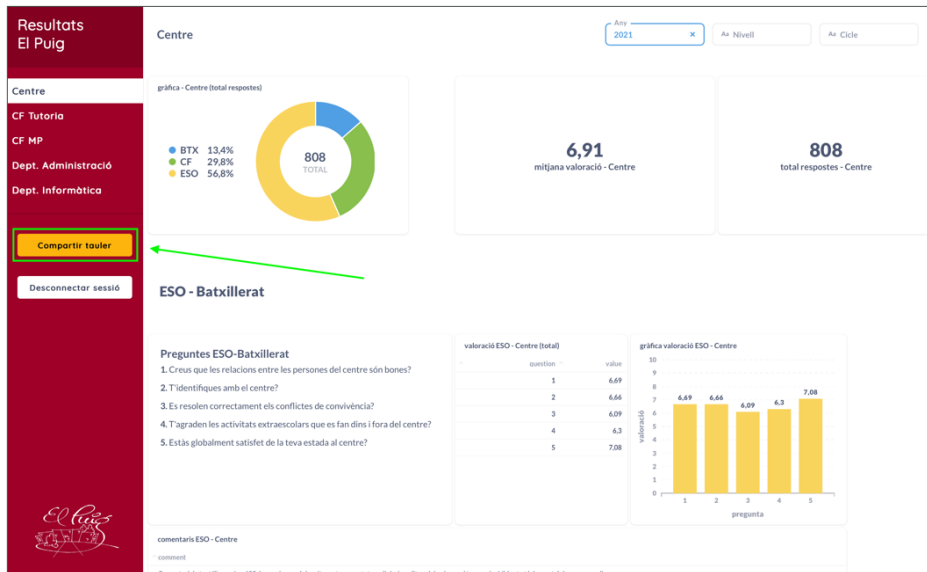 Resultats
El Puig
Centre
CF Tutoria
CF MP
Dept. Administració
Dept. Informàtica
Compartir tauler
Desconnectar sessió
El Puig
Centre
Any
2021 ×
Aa Nivell
Aa Cicle
gràfica - Centre (total respostes)
BTX 13,4%
CF 29,8%
ESO 56,8%
808
TOTAL
6,91
mitjana valoració - Centre
808
total respostes - Centre
ESO - Batxillerat
Preguntes ESO-Batxillerat
1. Creus que les relacions entre les persones del centre són bones?
2. T'identifiques amb el centre?
3. Es resolen correctament els conflictes de convivència?
4. T'agraden les activitats extraescolars que es fan dins i fora del centre?
5. Estàs globalment satisfet de la teva estada al centre?
valoració ESO - Centre (total)
question value
1 6,69
2 6,66
3 6,09
4 6,3
5 7,08
gràfica valoració ESO - Centre
valoració
10
9
8
7
6
5
4
3
2
1
0
6,69 6,66 6,09 6,3 7,08
1 2 3 4 5
pregunta
comentaris ESO - Centre
comment